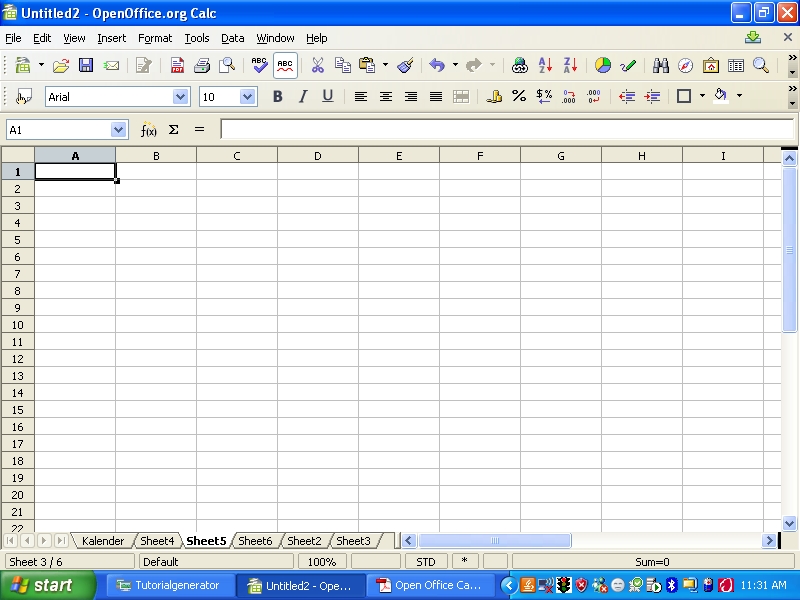 Untitled2 - OpenOffice.org Calc
File Edit View Insert Format Tools Data Window Help
ABC ABC
Arial 10 B I U
A1 f(x) Σ =
A B C D E F G H I
1
2
3
4
5
6
7
8
9
10
11
12
13
14
15
16
17
18
19
20
21
22
Kalender Sheet4 Sheet5 Sheet6 Sheet2 Sheet3
Sheet 3 / 6 Default 100% STD * Sum=0
start Tutorialgenerator Untitled2 - Ope... Open Office Ca... 11:31 AM